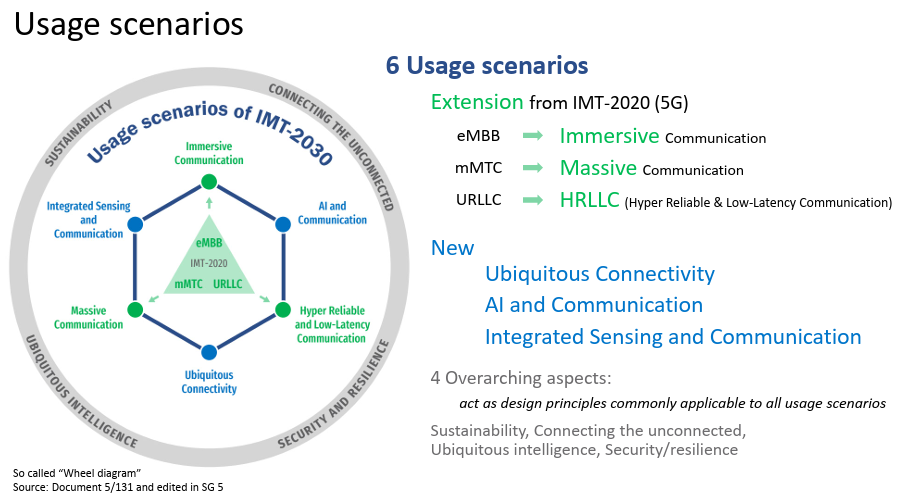 Usage scenarios
SUSTAINABILITY
CONNECTING THE UNCONNECTED
UBIQUITOUS INTELLIGENCE
SECURITY AND RESILIENCE
Usage scenarios of IMT-2030
Immersive
Communication
Integrated Sensing
and
Communication
AI and
Communication
eMBB
IMT-2020
mMTC URLLC
Massive
Communication
Hyper Reliable
and Low-Latency
Communication
Ubiquitous
Connectivity
So called “Wheel diagram”
Source: Document 5/131 and edited in SG 5
6 Usage scenarios
Extension from IMT-2020 (5G)
eMBB Immersive Communication
mMTC Massive Communication
URLLC HRLLC (Hyper Reliable & Low-Latency Communication)
New
Ubiquitous Connectivity
AI and Communication
Integrated Sensing and Communication
4 Overarching aspects:
act as design principles commonly applicable to all usage scenarios
Sustainability, Connecting the unconnected,
Ubiquitous intelligence, Security/resilience